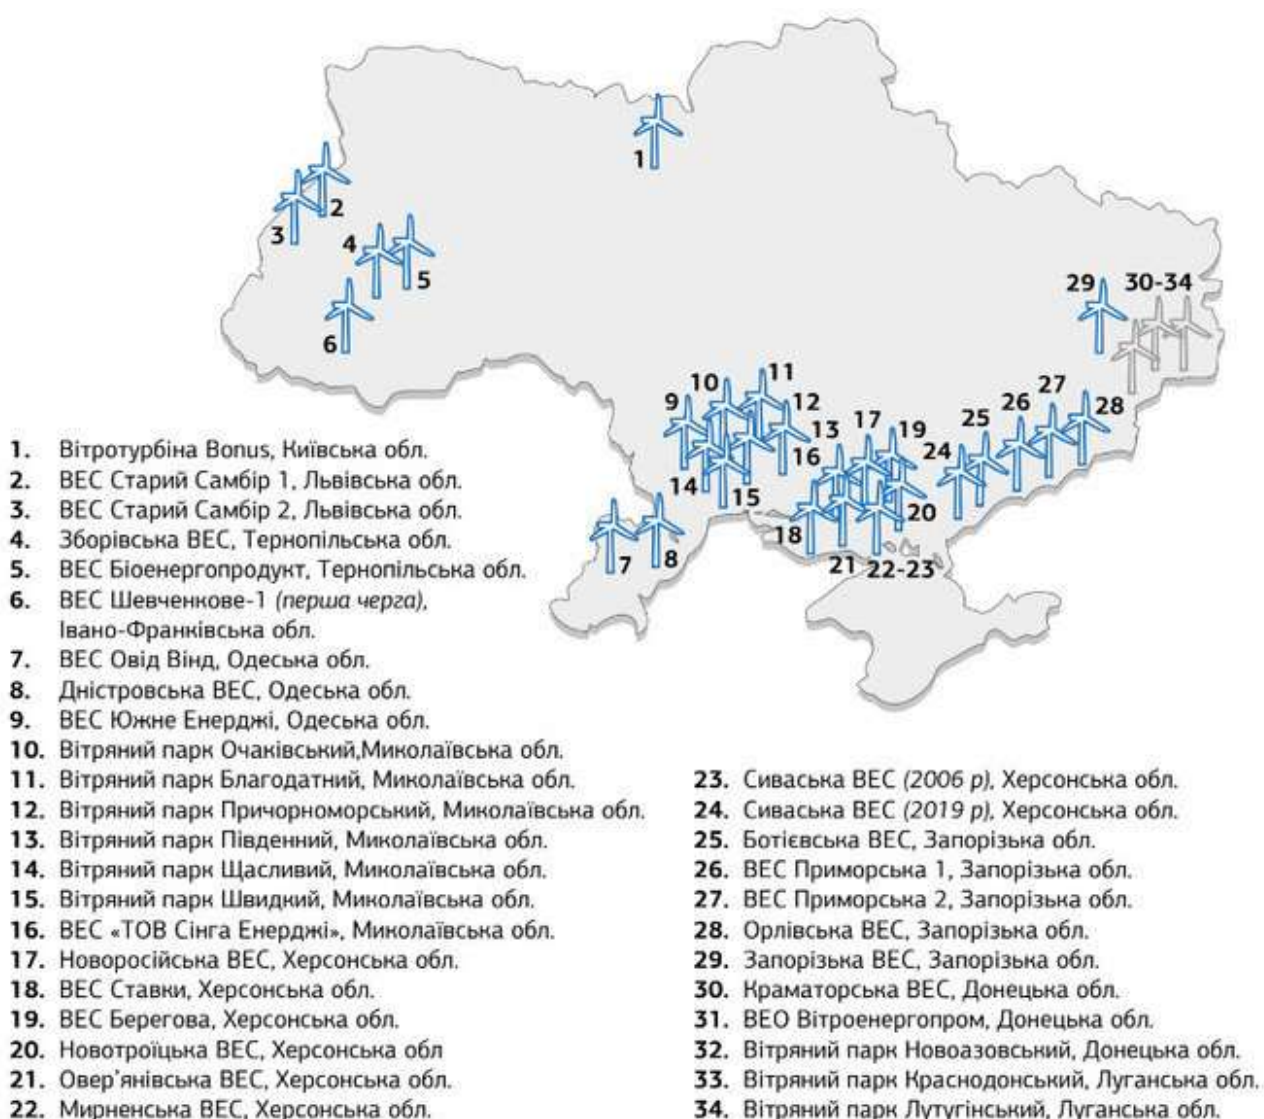 1
2
3
4
5
6
29
30-34
11
10
27
9
12
26
28
17
25
13
19
24
16
14
15
20
18
7
8
21
22-23
1. Вітротурбіна Bonus, Київська обл.
2. ВЕС Старий Самбір 1, Львівська обл.
3. ВЕС Старий Самбір 2, Львівська обл.
4. Зборівська ВЕС, Тернопільська обл.
5. ВЕС Біоенергопродукт, Тернопільська обл.
6. ВЕС Шевченкове-1 (перша черга),
Івано-Франківська обл.
7. ВЕС Овід Вінд, Одеська обл.
8. Дністровська ВЕС, Одеська обл.
9. ВЕС Южне Енерджі, Одеська обл.
10. Вітряний парк Очаківський,Миколаївська обл.
11. Вітряний парк Благодатний, Миколаївська обл.
12. Вітряний парк Причорноморський, Миколаївська обл.
13. Вітряний парк Південний, Миколаївська обл.
14. Вітряний парк Щасливий, Миколаївська обл.
15. Вітряний парк Швидкий, Миколаївська обл.
16. ВЕС «ТОВ Сінга Енерджі», Миколаївська обл.
17. Новоросійська ВЕС, Херсонська обл.
18. ВЕС Ставки, Херсонська обл.
19. ВЕС Берегова, Херсонська обл.
20. Новотроїцька ВЕС, Херсонська обл
21. Овер’янівська ВЕС, Херсонська обл.
22. Мирненська ВЕС, Херсонська обл.
23. Сиваська ВЕС (2006 р), Херсонська обл.
24. Сиваська ВЕС (2019 р), Херсонська обл.
25. Ботієвська ВЕС, Запорізька обл.
26. ВЕС Приморська 1, Запорізька обл.
27. ВЕС Приморська 2, Запорізька обл.
28. Орлівська ВЕС, Запорізька обл.
29. Запорізька ВЕС, Запорізька обл.
30. Краматорська ВЕС, Донецька обл.
31. ВЕО Вітроенергопром, Донецька обл.
32. Вітряний парк Новоазовський, Донецька обл.
33. Вітряний парк Краснодонський, Луганська обл.
34. Вітряний парк Лутугінський, Луганська обл.